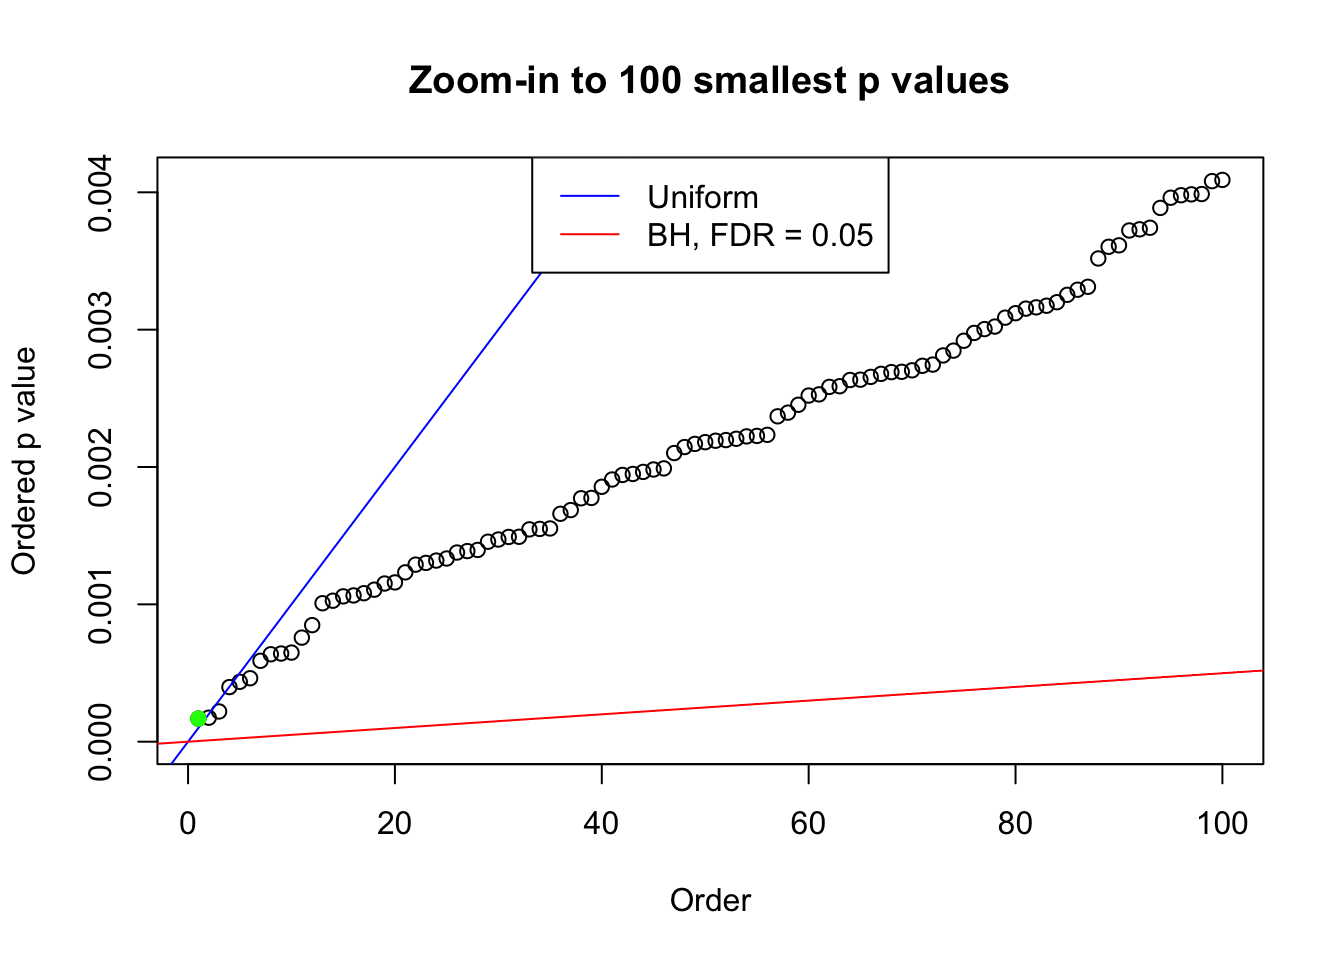 Zoom-in to 100 smallest p values
Uniform
BH, FDR = 0.05
Ordered p value
0.004
0.003
0.002
0.001
0.000
0 20 40 60 80 100
Order